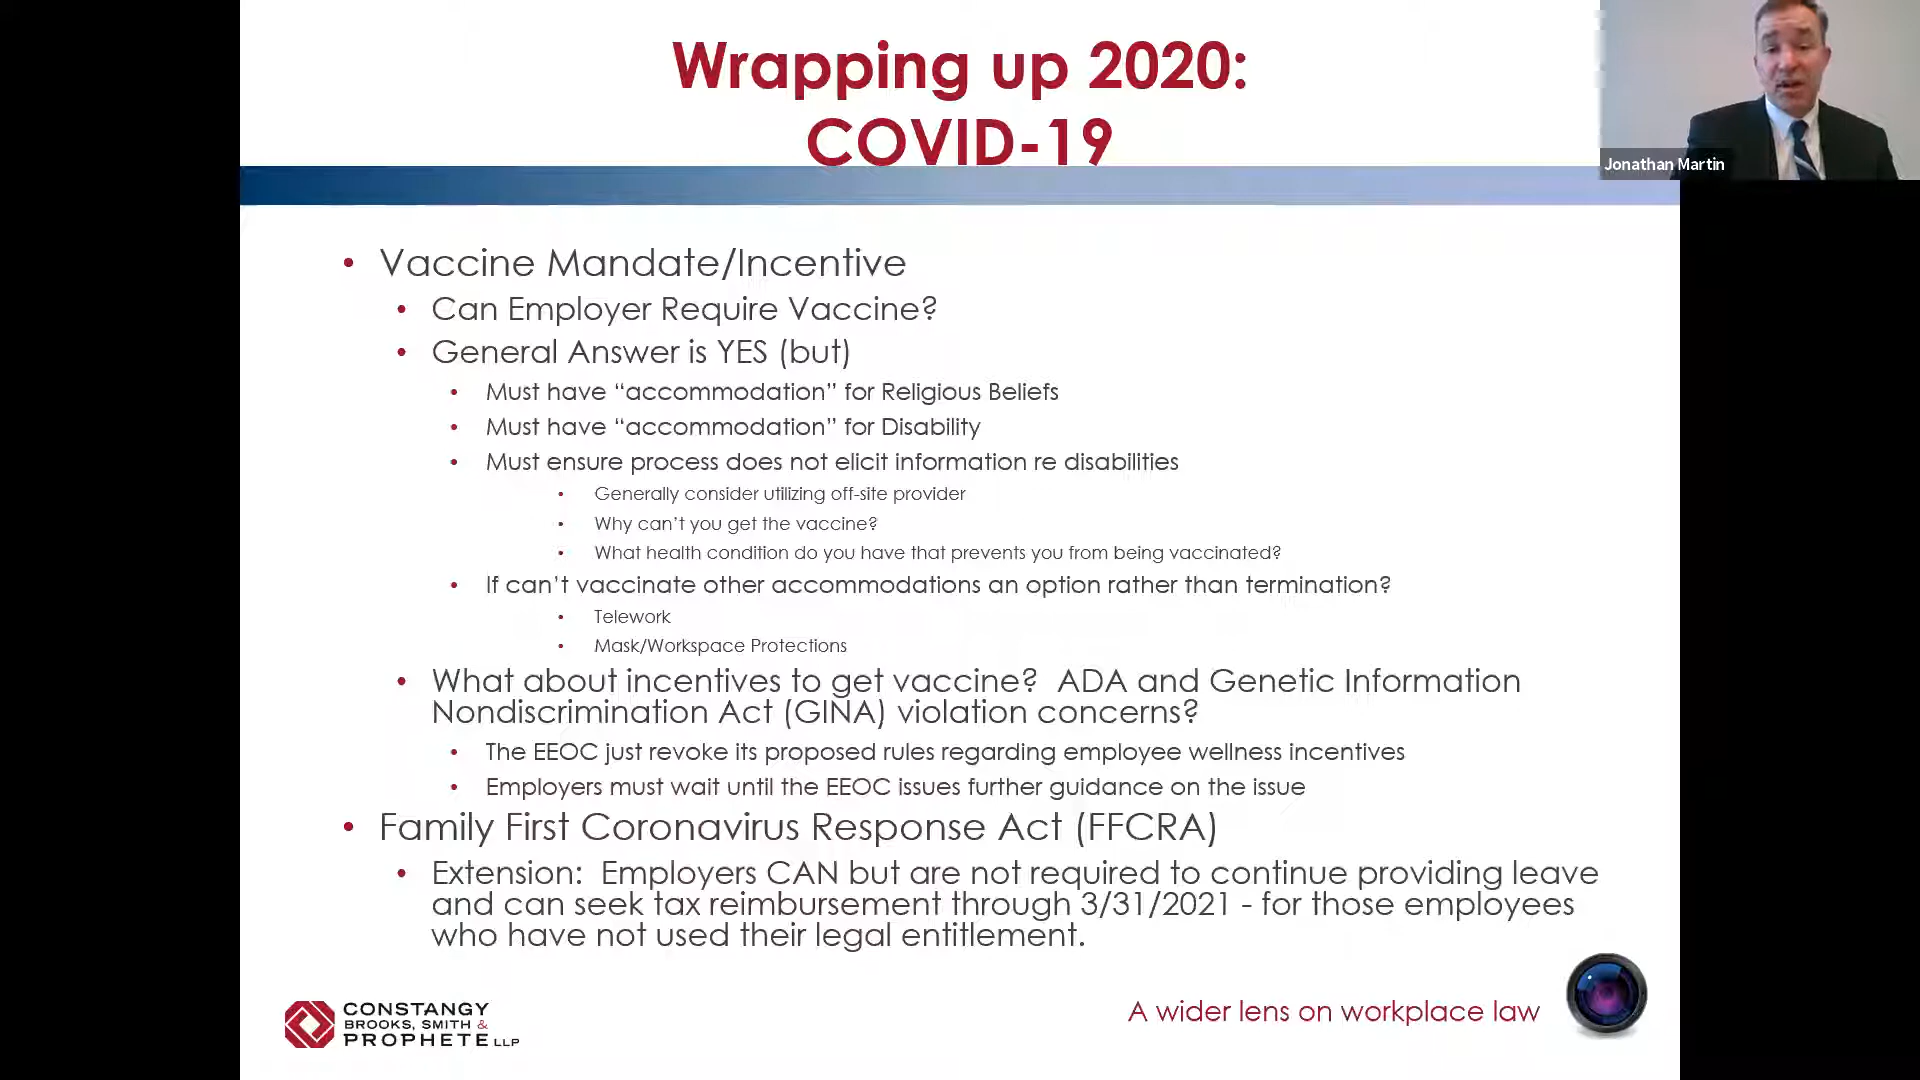 Wrapping up 2020:
COVID-19
Jonathan Martin
• Vaccine Mandate/Incentive
• Can Employer Require Vaccine?
• General Answer is YES (but)
• Must have “accommodation” for Religious Beliefs
• Must have “accommodation” for Disability
• Must ensure process does not elicit information re disabilities
• Generally consider utilizing off-site provider
• Why can’t you get the vaccine?
• What health condition do you have that prevents you from being vaccinated?
• If can’t vaccinate other accommodations an option rather than termination?
• Telework
• Mask/Workspace Protections
• What about incentives to get vaccine? ADA and Genetic Information
Nondiscrimination Act (GINA) violation concerns?
• The EEOC just revoke its proposed rules regarding employee wellness incentives
• Employers must wait until the EEOC issues further guidance on the issue
• Family First Coronavirus Response Act (FFCRA)
• Extension: Employers CAN but are not required to continue providing leave
and can seek tax reimbursement through 3/31/2021 - for those employees
who have not used their legal entitlement.
CONSTANGY
BROOKS, SMITH &
PROPHETE LLP
A wider lens on workplace law